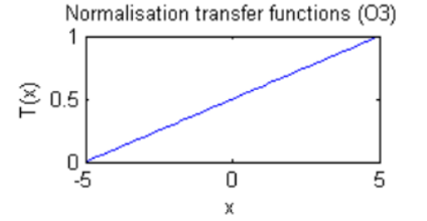 Normalisation transfer functions (O3)
1
0.5
0
-5
0
5
T(x)
x